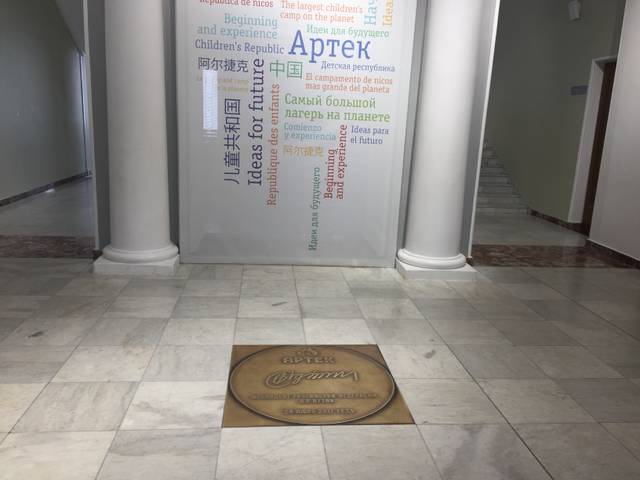 República de nicos
The largest children's
camp on the planet
Beginning
and experience
Идеи для будущего
Children's Republic
Артек
Детская республика
阿尔捷克
中国
El campamento de nicos
mas grande del planeta
儿童共和国
Ideas for future
Republique des enfants
Самый большой
лагерь на планете
Comienzo
y experiencia
Ideas para
el futuro
阿尔捷克
Beginning
and experience
Идеи для будущего
АРТЕК